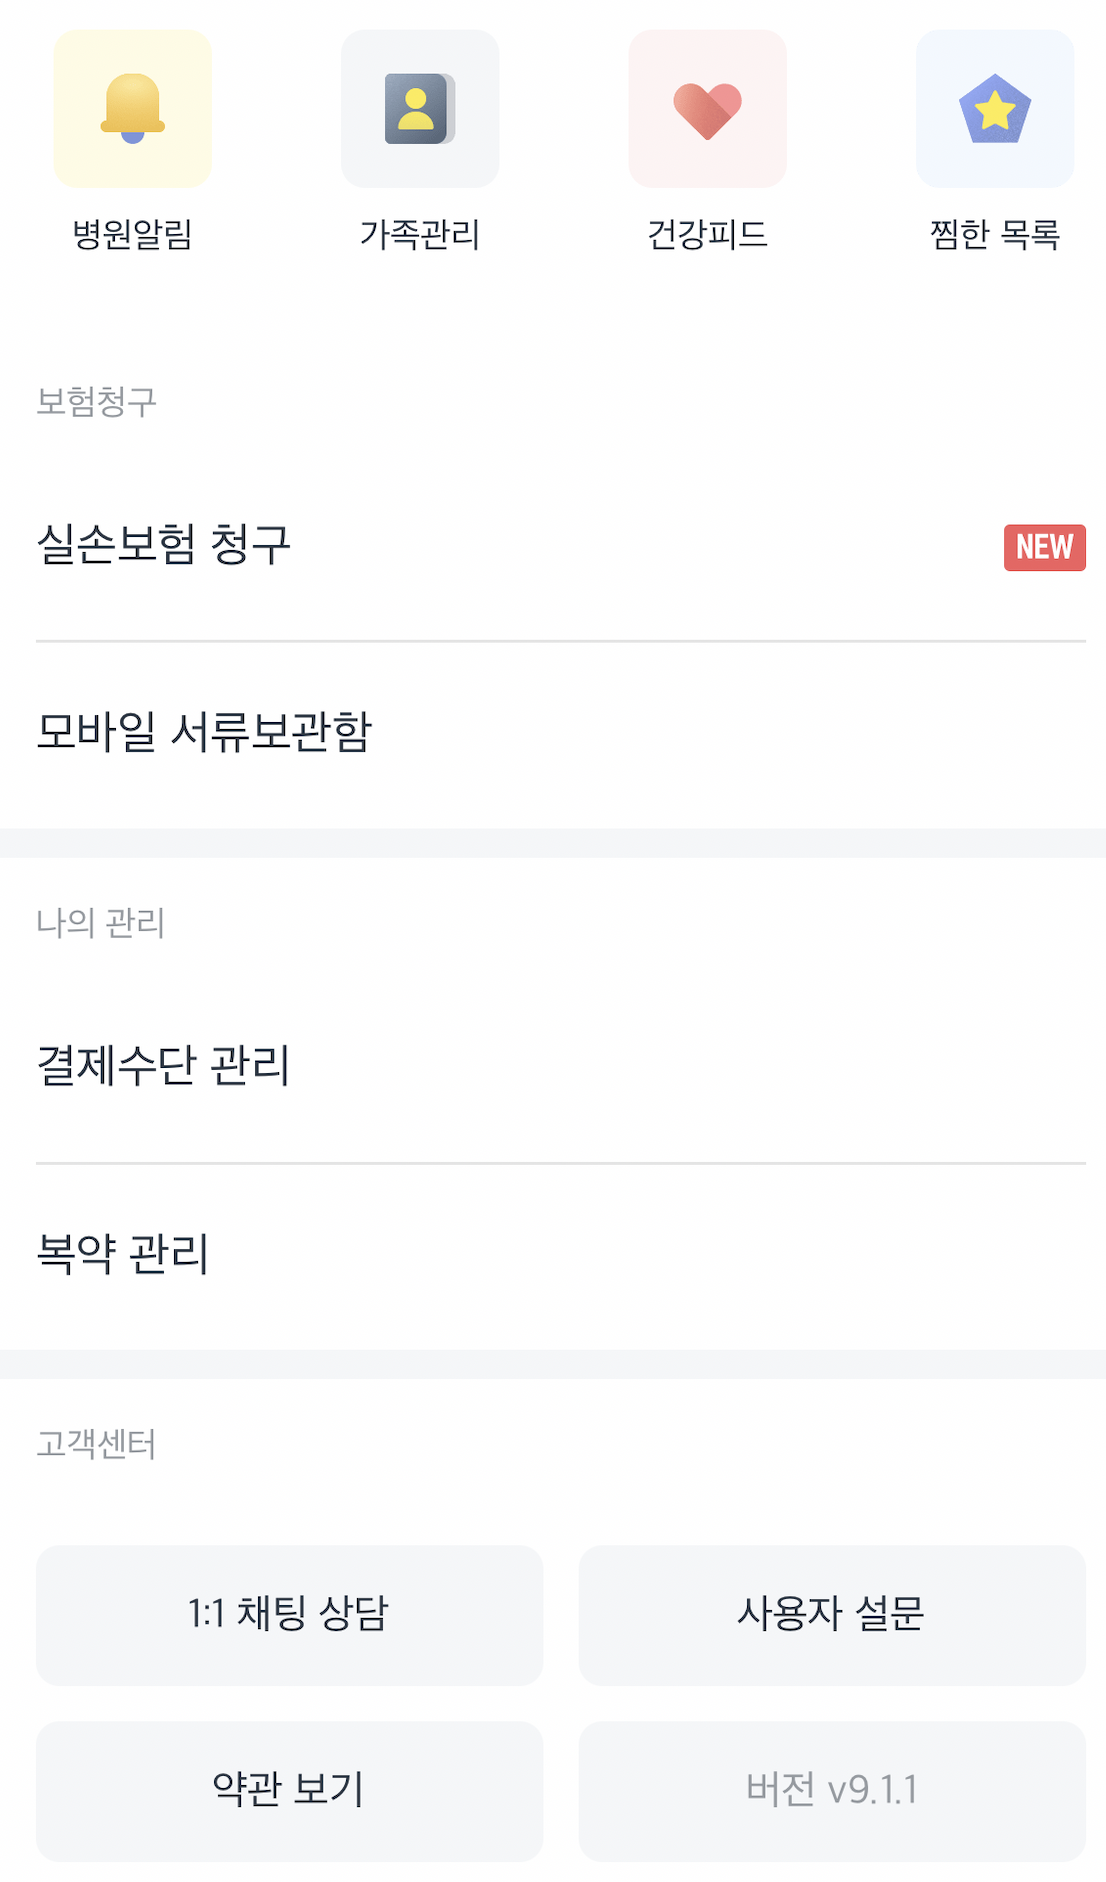 병원알림
가족관리
건강피드
찜한 목록
보험청구
실손보험 청구
NEW
모바일 서류보관함
나의 관리
결제수단 관리
복약 관리
고객센터
1:1 채팅 상담
사용자 설문
약관 보기
버전 v9.1.1